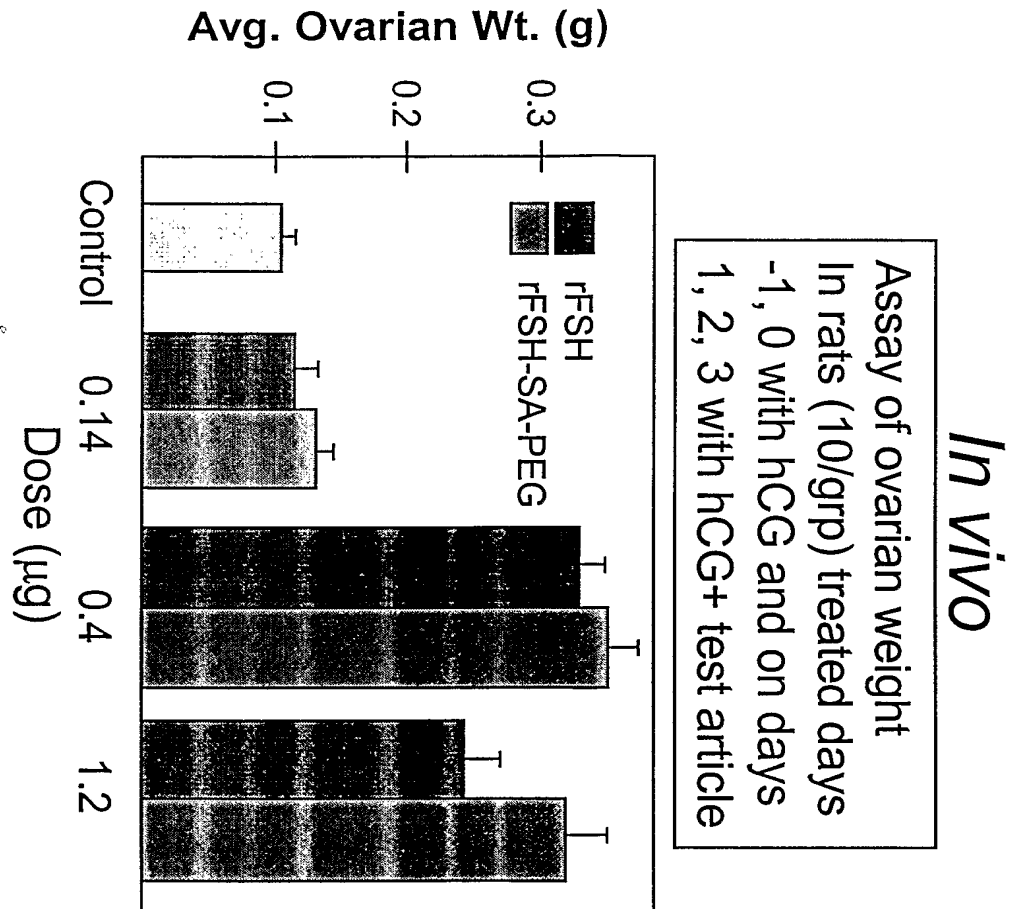 In vivo
Assay of ovarian weight
In rats (10/grp) treated days
-1, 0 with hCG and on days
1, 2, 3 with hCG+ test article
Avg. Ovarian Wt. (g)
0.3
0.2
0.1
rFSH
rFSH-SA-PEG
Control
0.14
0.4
1.2
Dose (μg)